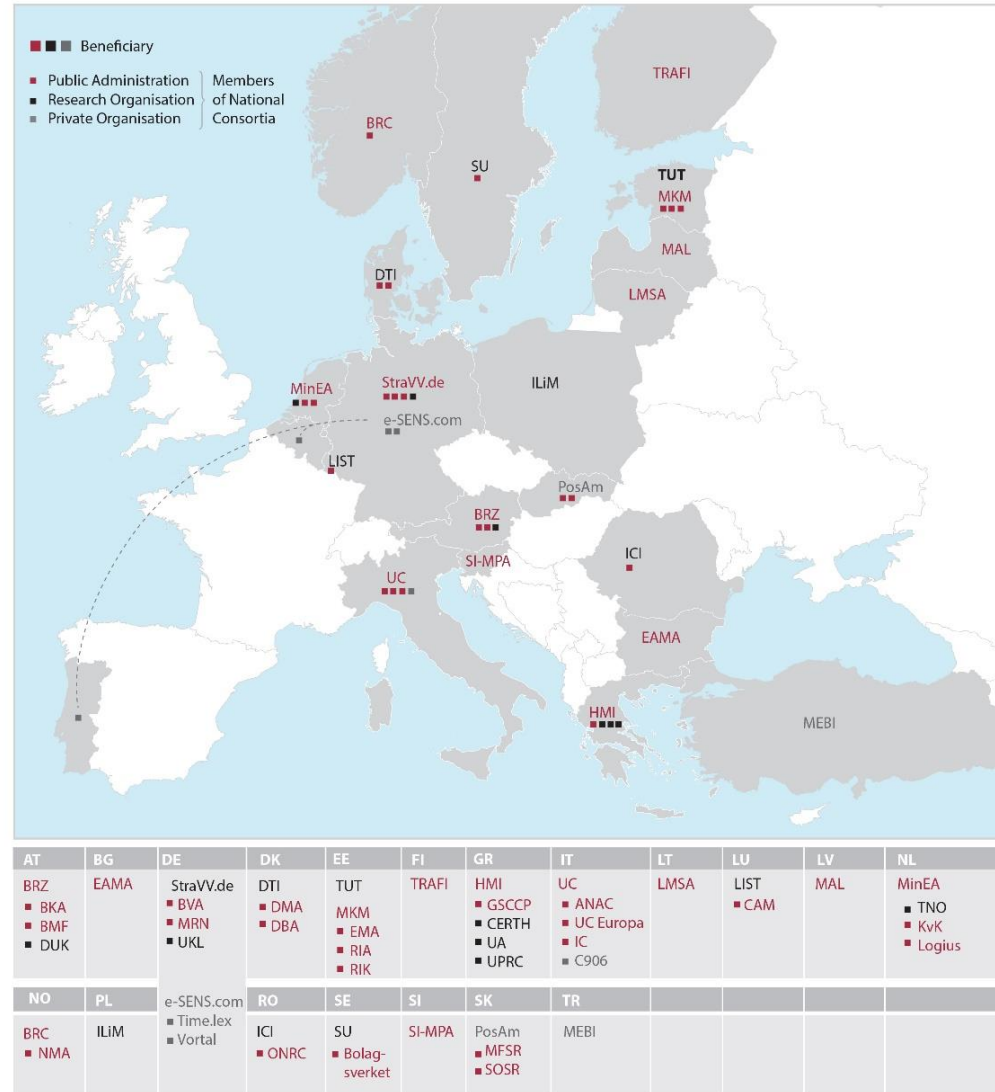 Beneficiary
Public Administration
Research Organisation
Private Organisation
Members
of National
Consortia
TRAFI
BRC
SU
TUT
MKM
MAL
LMSA
DTI
MinEA
StraVV.de
ILiM
e-SENS.com
LIST
PosAm
BRZ
SI-MPA
UC
ICI
EAMA
HMI
MEBI
AT BG DE DK EE FI GR IT LT LU LV NL
BRZ
BKA
BMF
DUK
EAMA
StraVV.de
BVA
MRN
UKL
e-SENS.com
Time.lex
Vortal
DTI
DMA
DBA
TUT
MKM
EMA
RIA
RIK
TRAFI
HMI
GSCCP
CERTH
UA
UPRC
UC
ANAC
UC Europa
IC
C906
LMSA
LIST
CAM
MAL
MinEA
TNO
KvK
Logius
NO PL RO SE SI SK TR
BRC
NMA
ILiM
ICI
ONRC
SU
Bolag-
sverket
SI-MPA
PosAm
MFSR
SOSR
MEBI